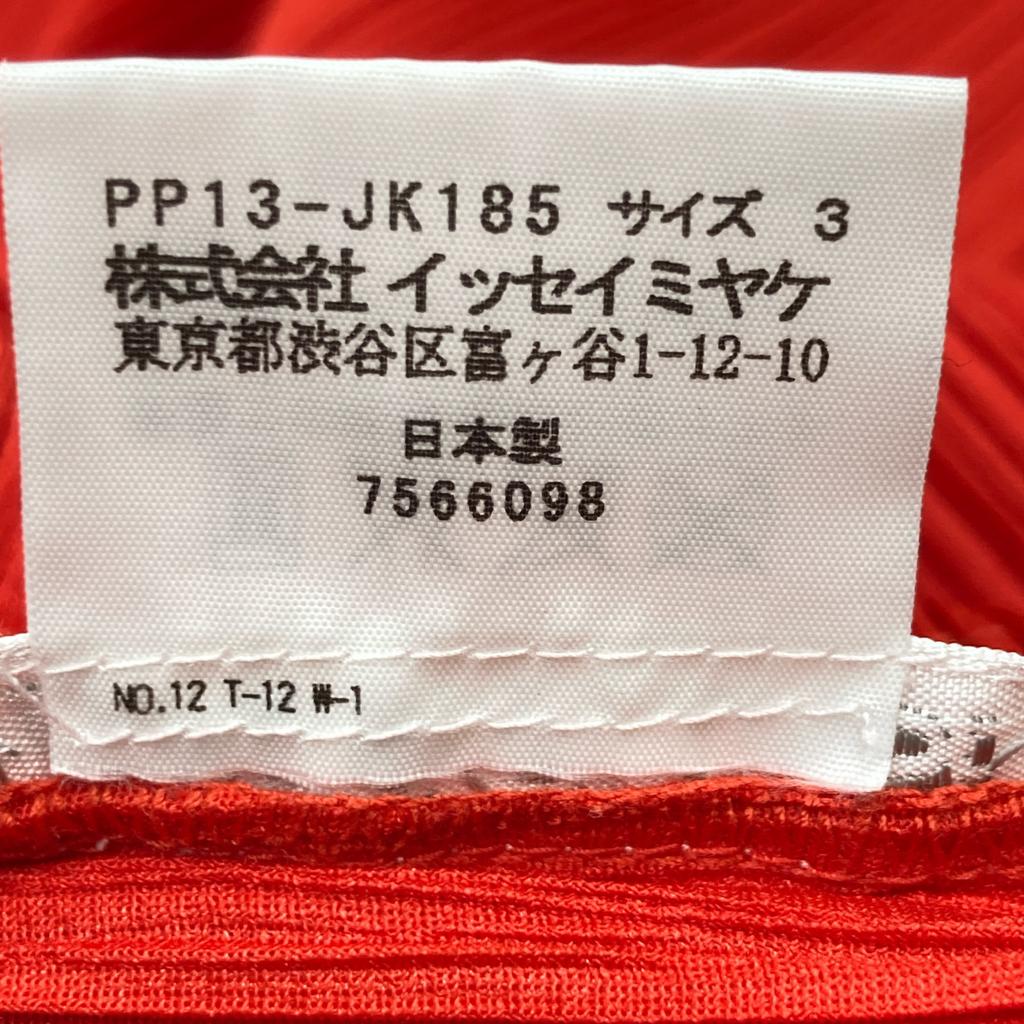 PP13-JK185 サイズ 3
株式会社 イッセイミヤケ
東京都渋谷区富ヶ谷1-12-10
日本製
7566098
NO.12 T-12 W-1